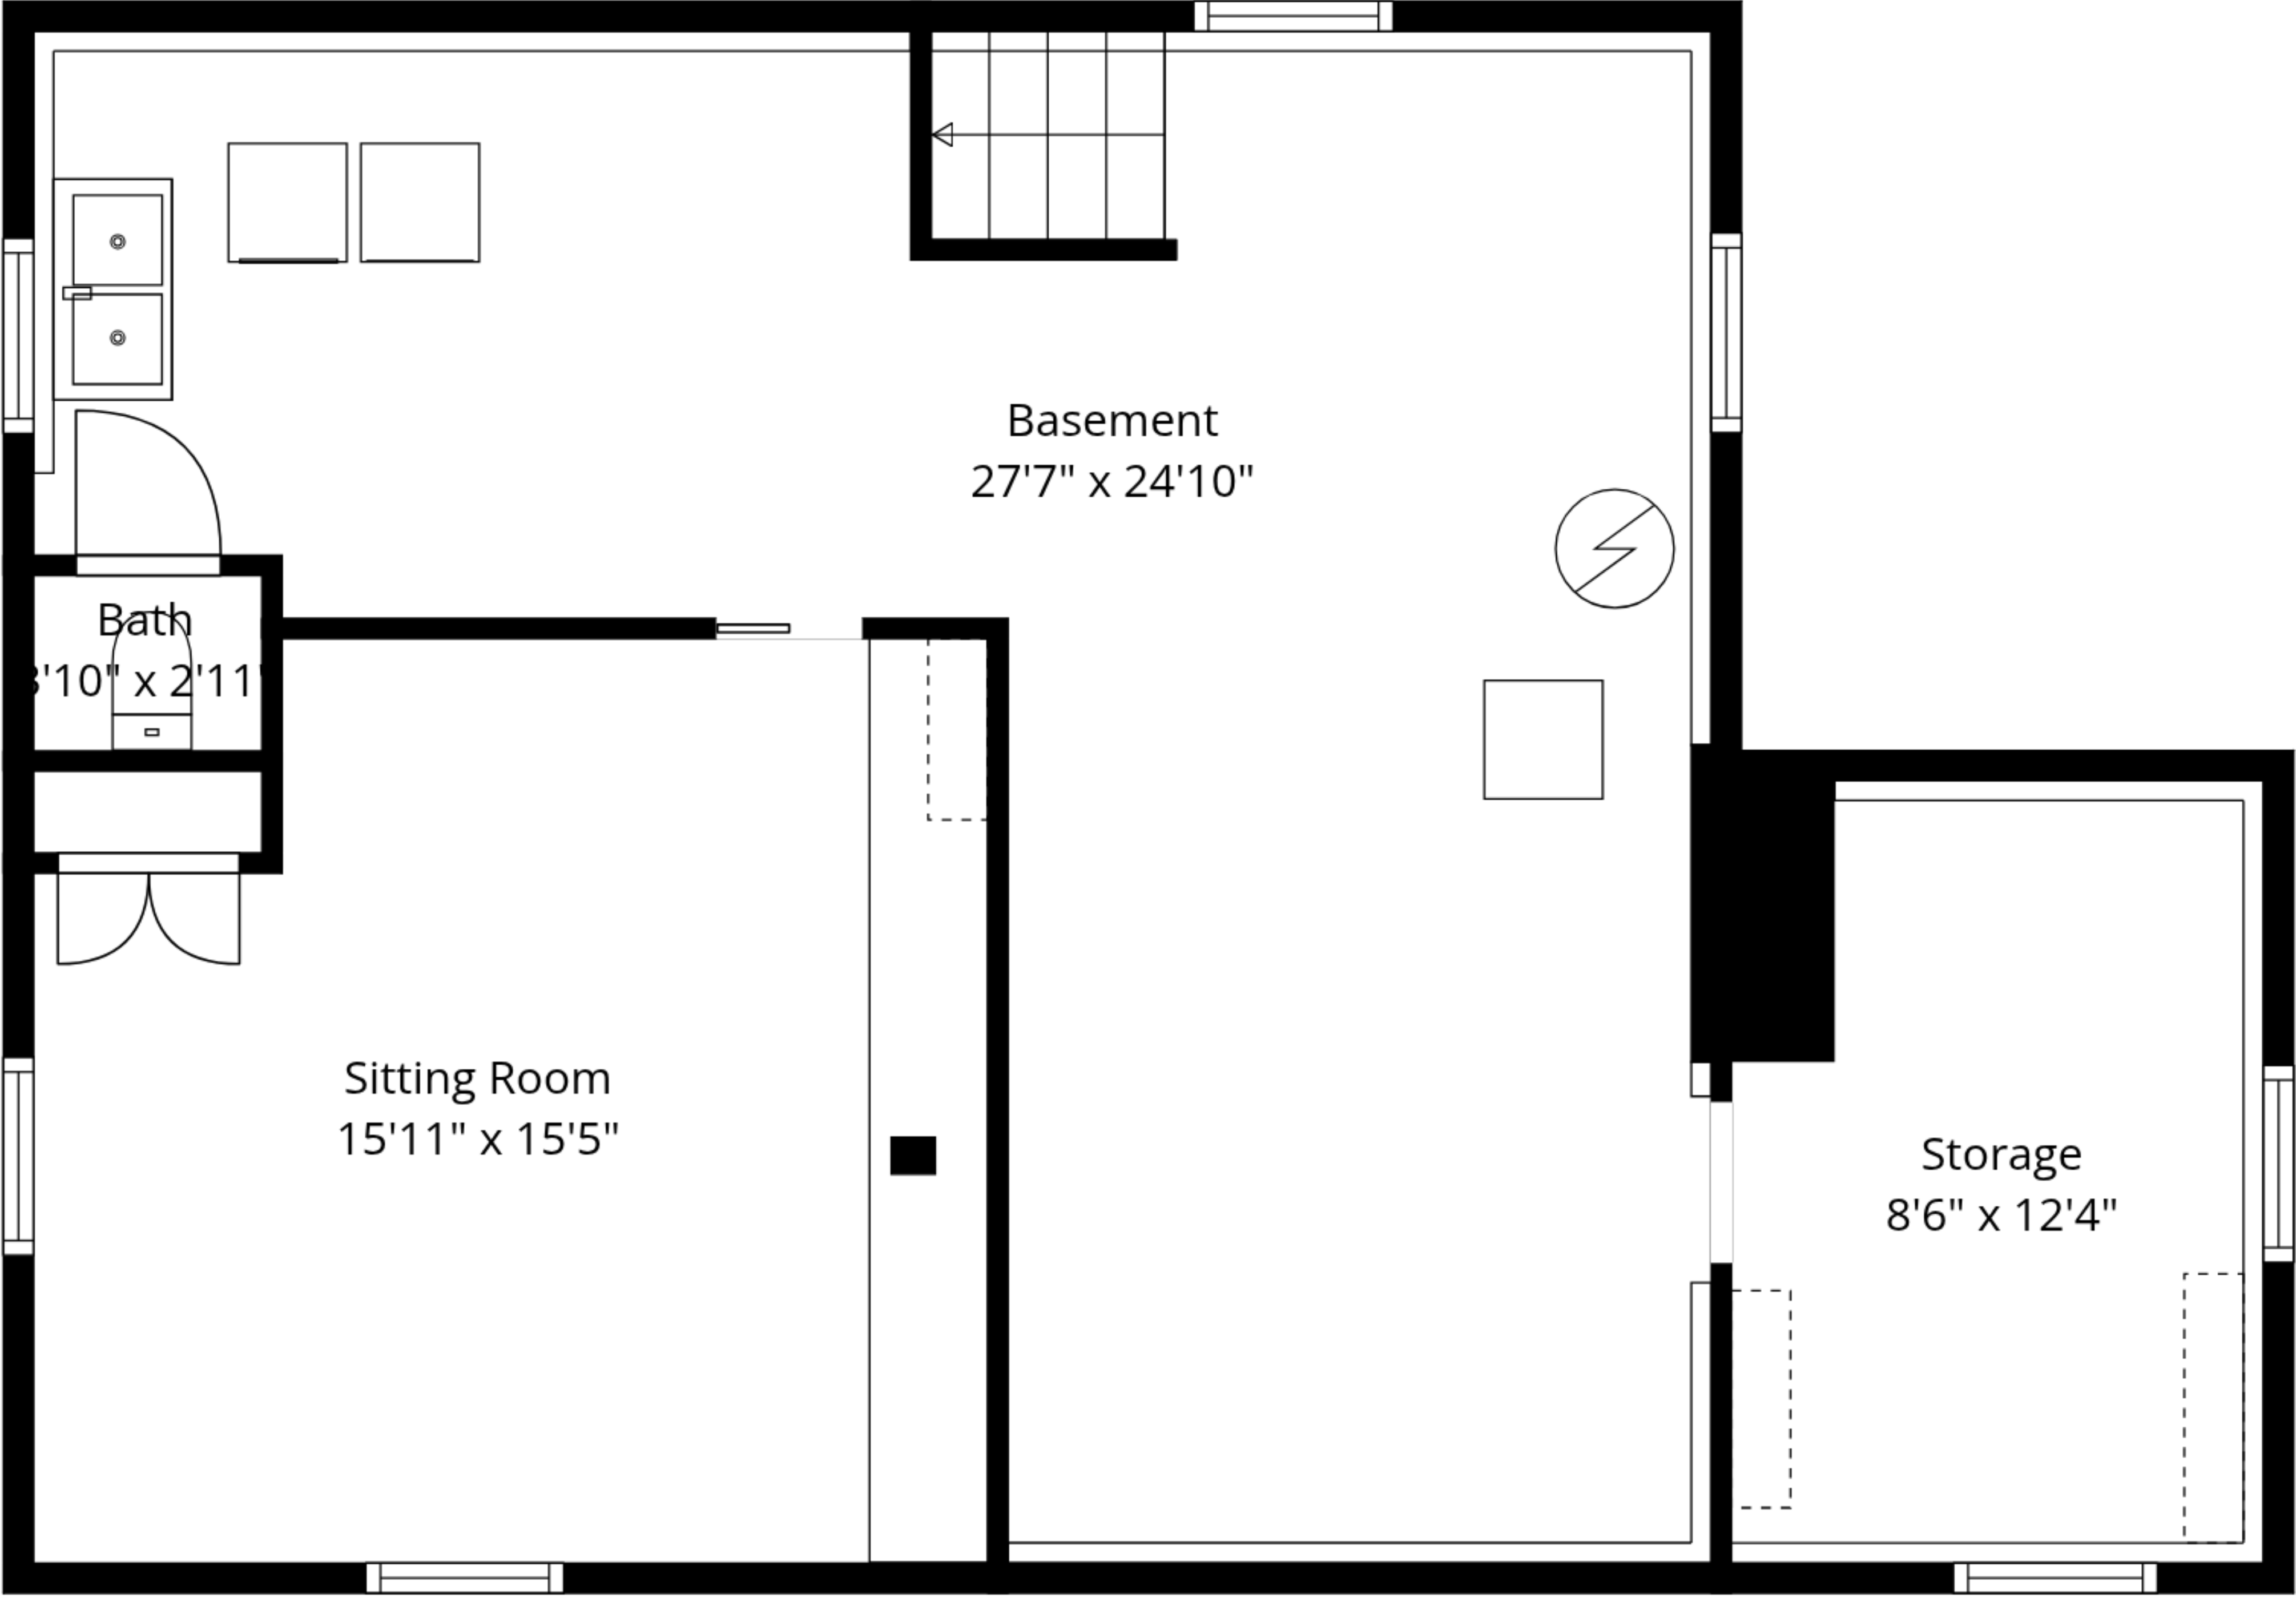 Basement
27'7" x 24'10"
Bath
3'10" x 2'11"
Sitting Room
15'11" x 15'5"
Storage
8'6" x 12'4"